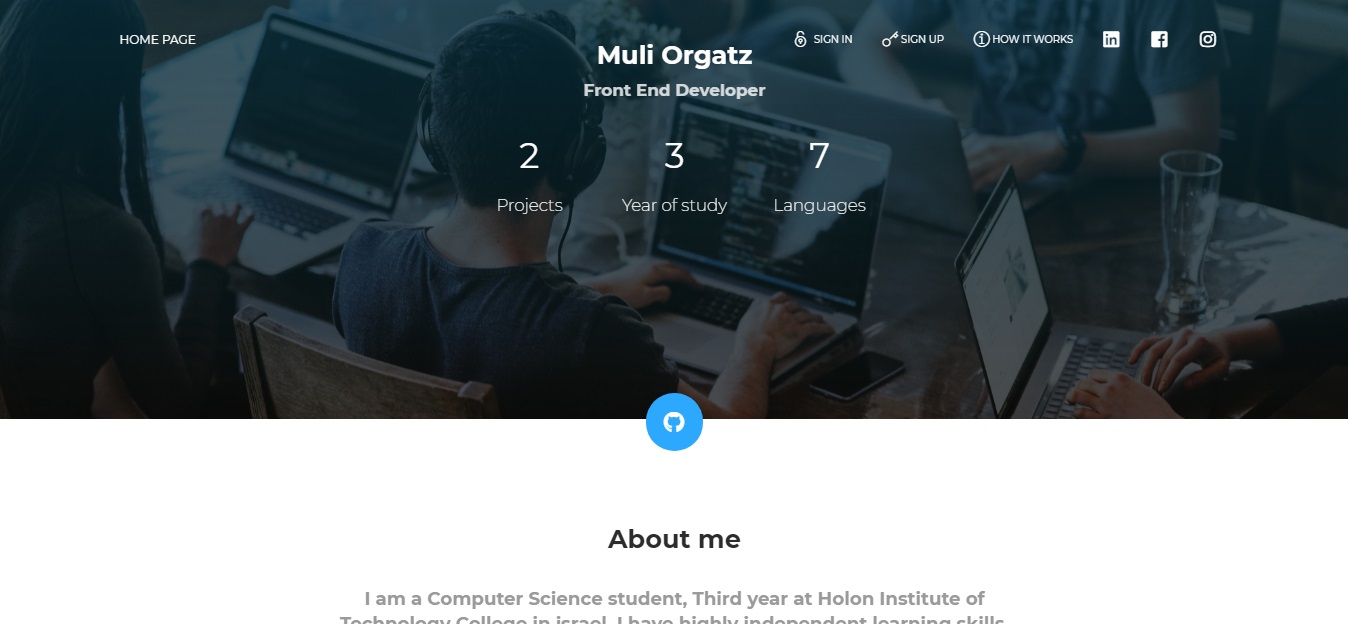 HOME PAGE
SIGN IN
SIGN UP
HOW IT WORKS
Muli Orgatz
Front End Developer
2
3
7
Projects
Year of study
Languages
About me
I am a Computer Science student, Third year at Holon Institute of
Technology College in israel. I have highly independent learning skills